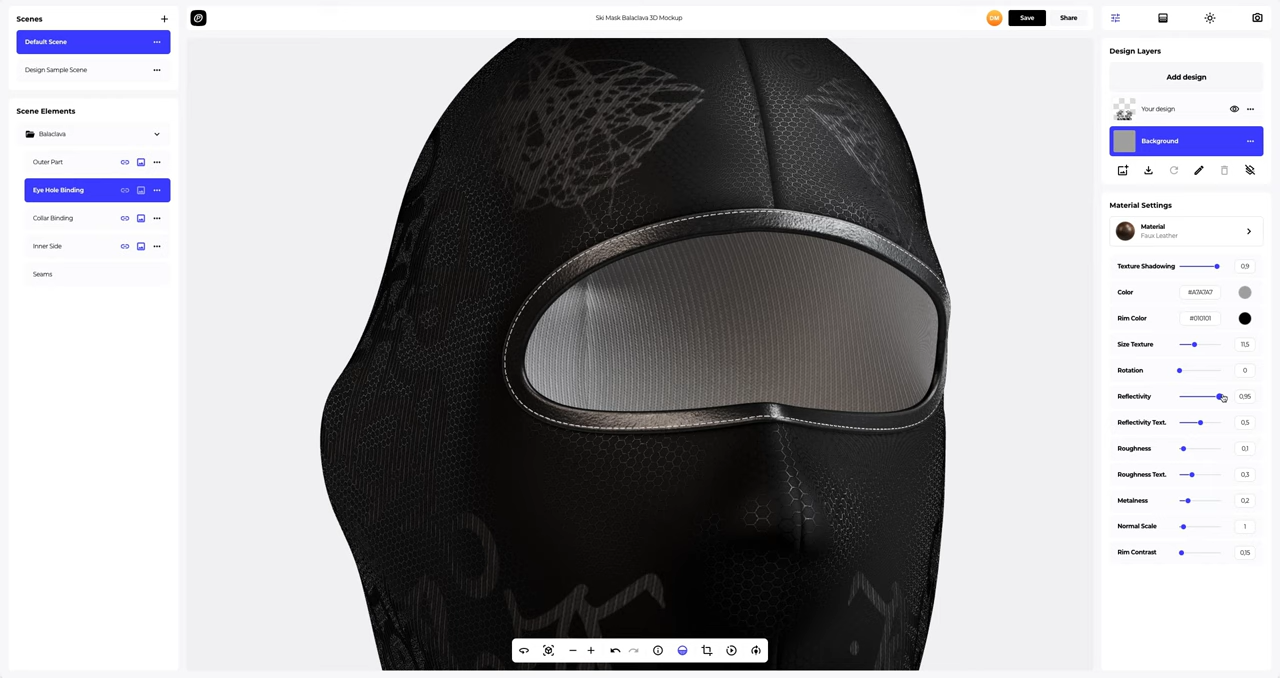 Scenes
Default Scene
Design Sample Scene
Scene Elements
Balaclava
Outer Part
Eye Hole Binding
Collar Binding
Inner Side
Seams
Ski Mask Balaclava 3D Mockup
DM
Save
Share
Design Layers
Add design
Your design
Background
Material Settings
Material
Faux Leather
Texture Shadowing 0,9
Color #A7A7A7
Rim Color #010101
Size Texture 11,5
Rotation 0
Reflectivity 0,95
Reflectivity Text. 0,5
Roughness 0,1
Roughness Text. 0,3
Metalness 0,2
Normal Scale 1
Rim Contrast 0,15